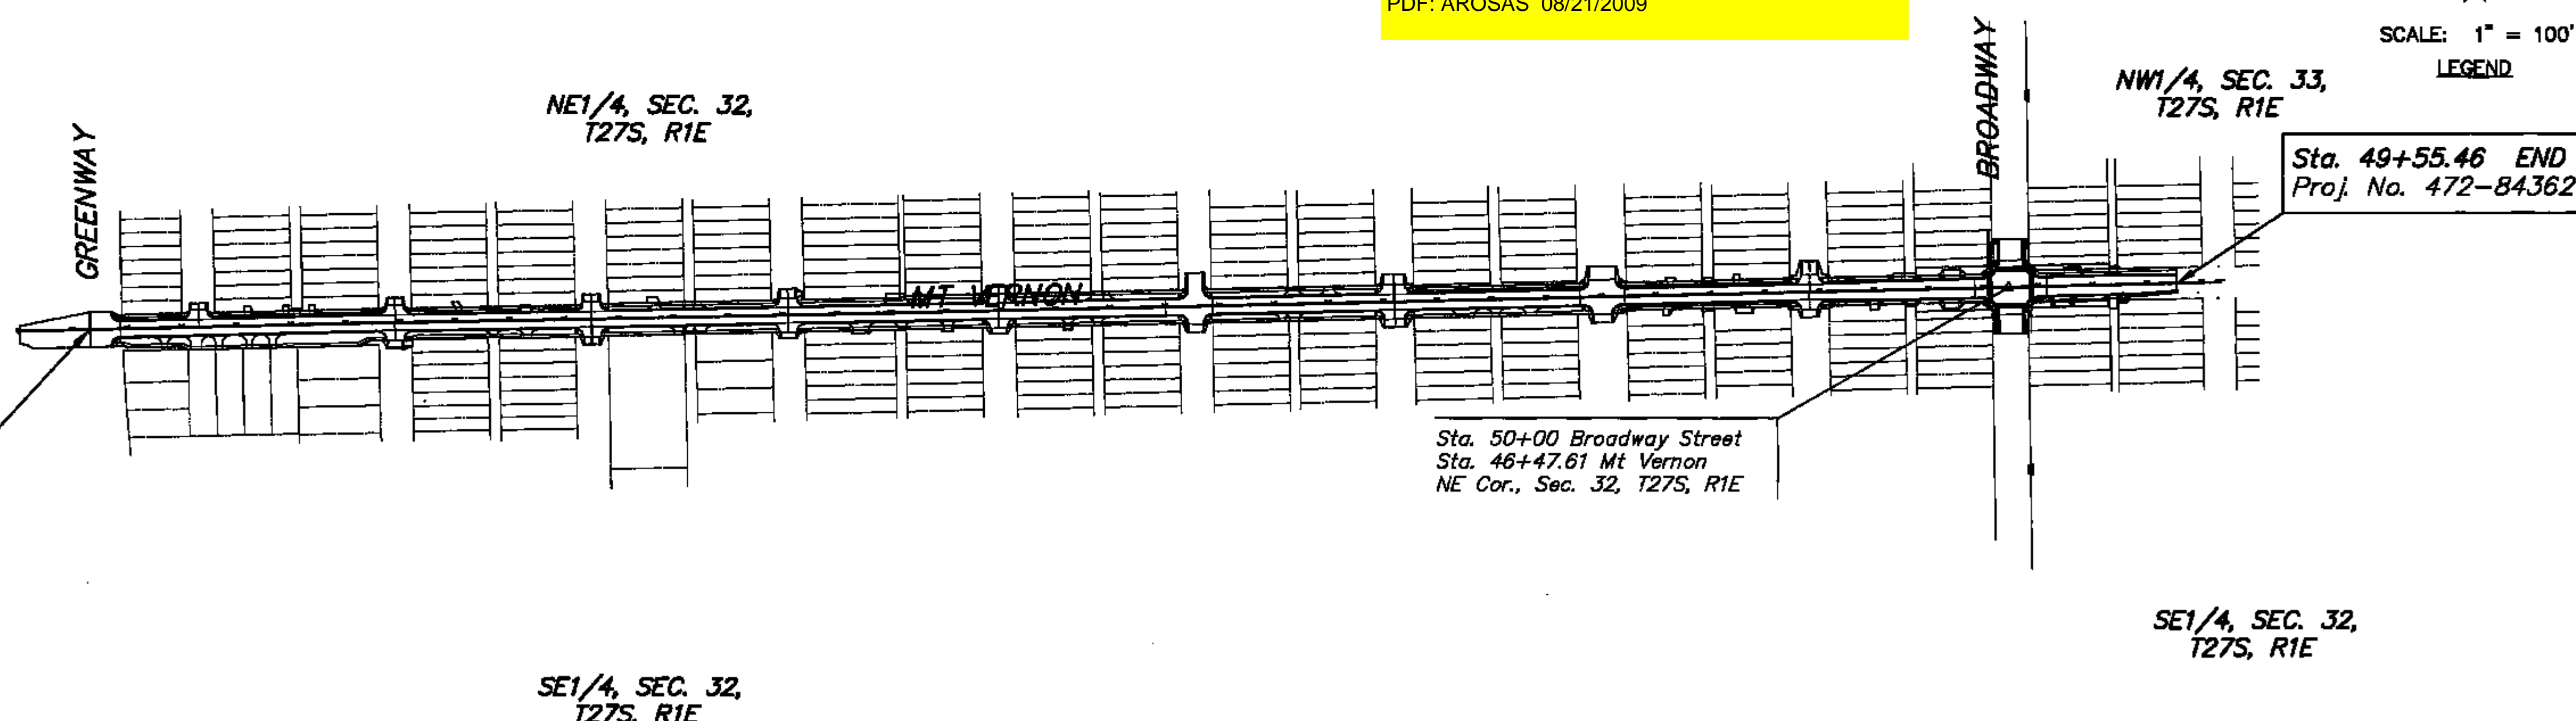 PDF: AROSAS 08/21/2009
SCALE: 1" = 100'
LEGEND
NE1/4, SEC. 32,
T27S, R1E
GREENWAY
BROADWAY
NW1/4, SEC. 33,
T27S, R1E
Sta. 49+55.46 END
Proj. No. 472-84362
MT VERNON
Sta. 50+00 Broadway Street
Sta. 46+47.61 Mt Vernon
NE Cor., Sec. 32, T27S, R1E
SE1/4, SEC. 32,
T27S, R1E
SE1/4, SEC. 32,
T27S, R1E